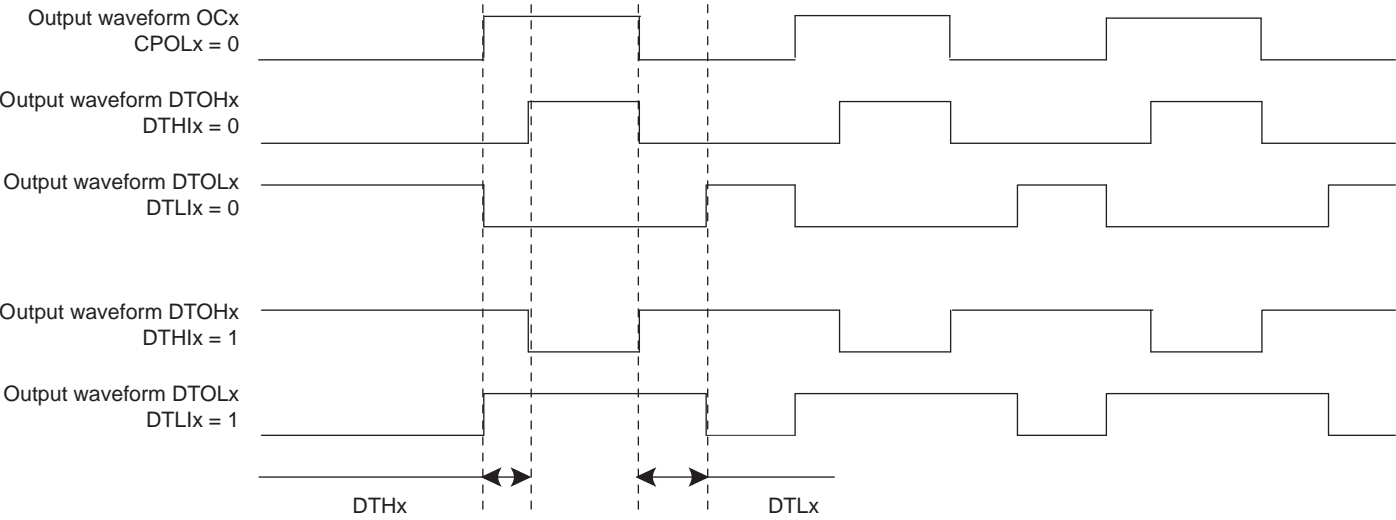 Output waveform OCx
CPOLx = 0
Output waveform DTOHx
DTHIx = 0
Output waveform DTOLx
DTLIx = 0
Output waveform DTOHx
DTHIx = 1
Output waveform DTOLx
DTLIx = 1
DTHx
DTLx